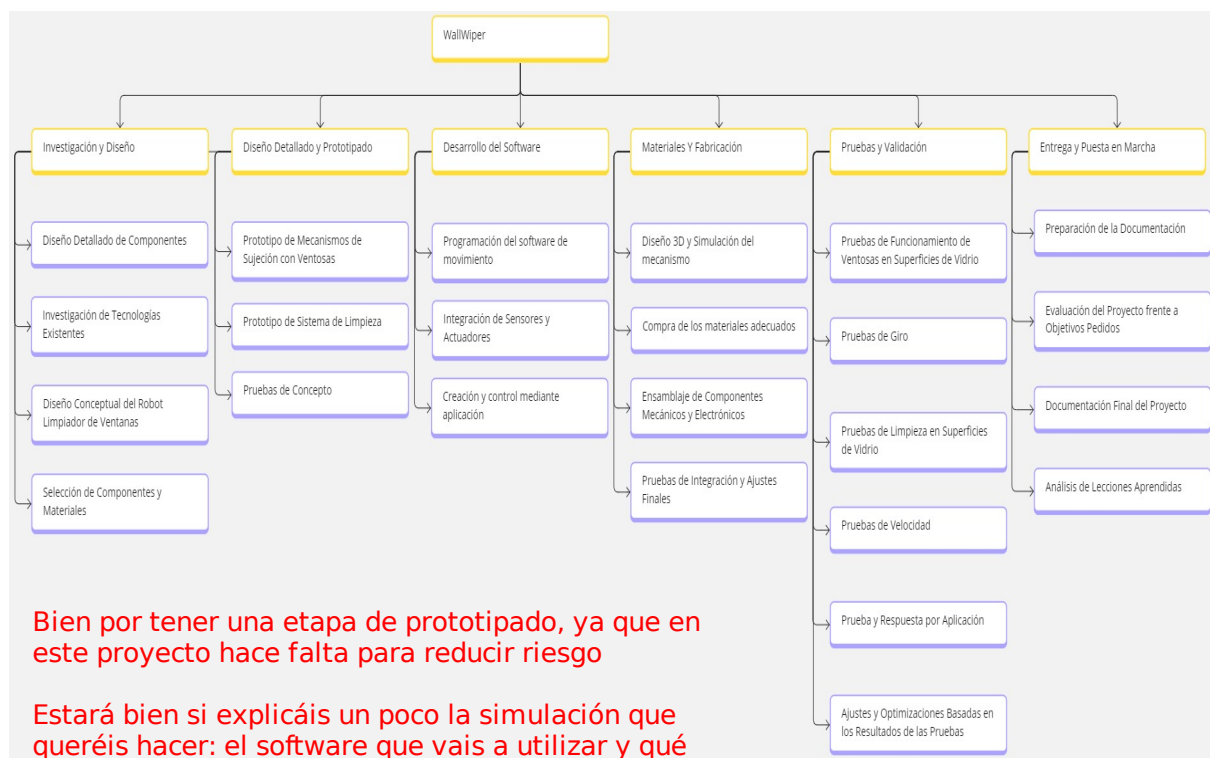 WallWiper
Investigación y Diseño
Diseño Detallado y Prototipado
Desarrollo del Software
Materiales Y Fabricación
Pruebas y Validación
Entrega y Puesta en Marcha
Diseño Detallado de Componentes
Investigación de Tecnologías
Existentes
Diseño Conceptual del Robot
Limpiador de Ventanas
Selección de Componentes y
Materiales
Prototipo de Mecanismos de
Sujeción con Ventosas
Prototipo de Sistema de Limpieza
Pruebas de Concepto
Programación del software de
movimiento
Integración de Sensores y
Actuadores
Creación y control mediante
aplicación
Diseño 3D y Simulación del
mecanismo
Compra de los materiales adecuados
Ensamblaje de Componentes
Mecánicos y Electrónicos
Pruebas de Integración y Ajustes
Finales
Pruebas de Funcionamiento de
Ventosas en Superficies de Vidrio
Pruebas de Giro
Pruebas de Limpieza en Superficies
de Vidrio
Pruebas de Velocidad
Prueba y Respuesta por Aplicación
Ajustes y Optimizaciones Basadas en
los Resultados de las Pruebas
Preparación de la Documentación
Evaluación del Proyecto frente a
Objetivos Pedidos
Documentación Final del Proyecto
Análisis de Lecciones Aprendidas
Bien por tener una etapa de prototipado, ya que en
este proyecto hace falta para reducir riesgo
Estará bien si explicáis un poco la simulación que
queréis hacer: el software que vais a utilizar y qué